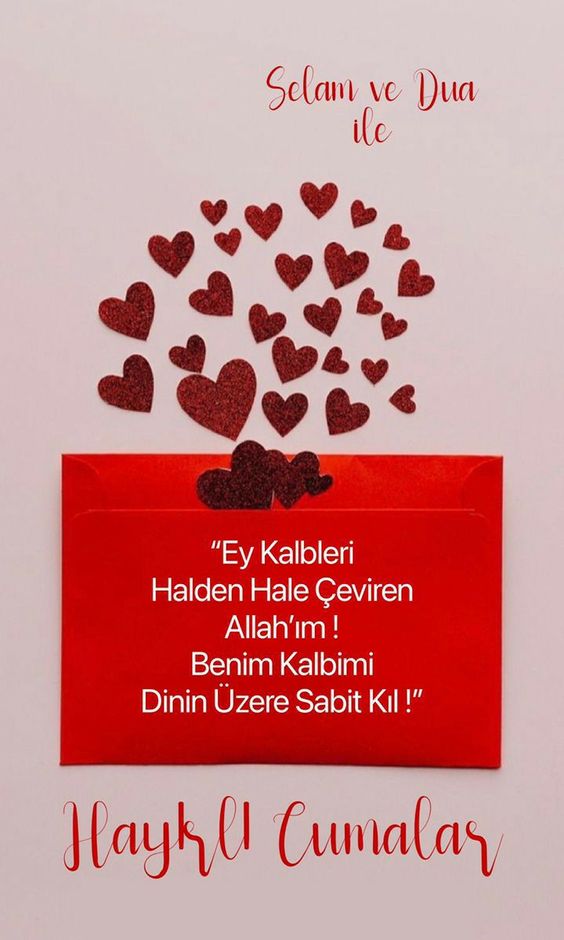 Selam ve Dua
ile
“Ey Kalbleri
Halden Hale Çeviren
Allah’ım !
Benim Kalbimi
Dinin Üzere Sabit Kıl !”
Hayırlı Cumalar